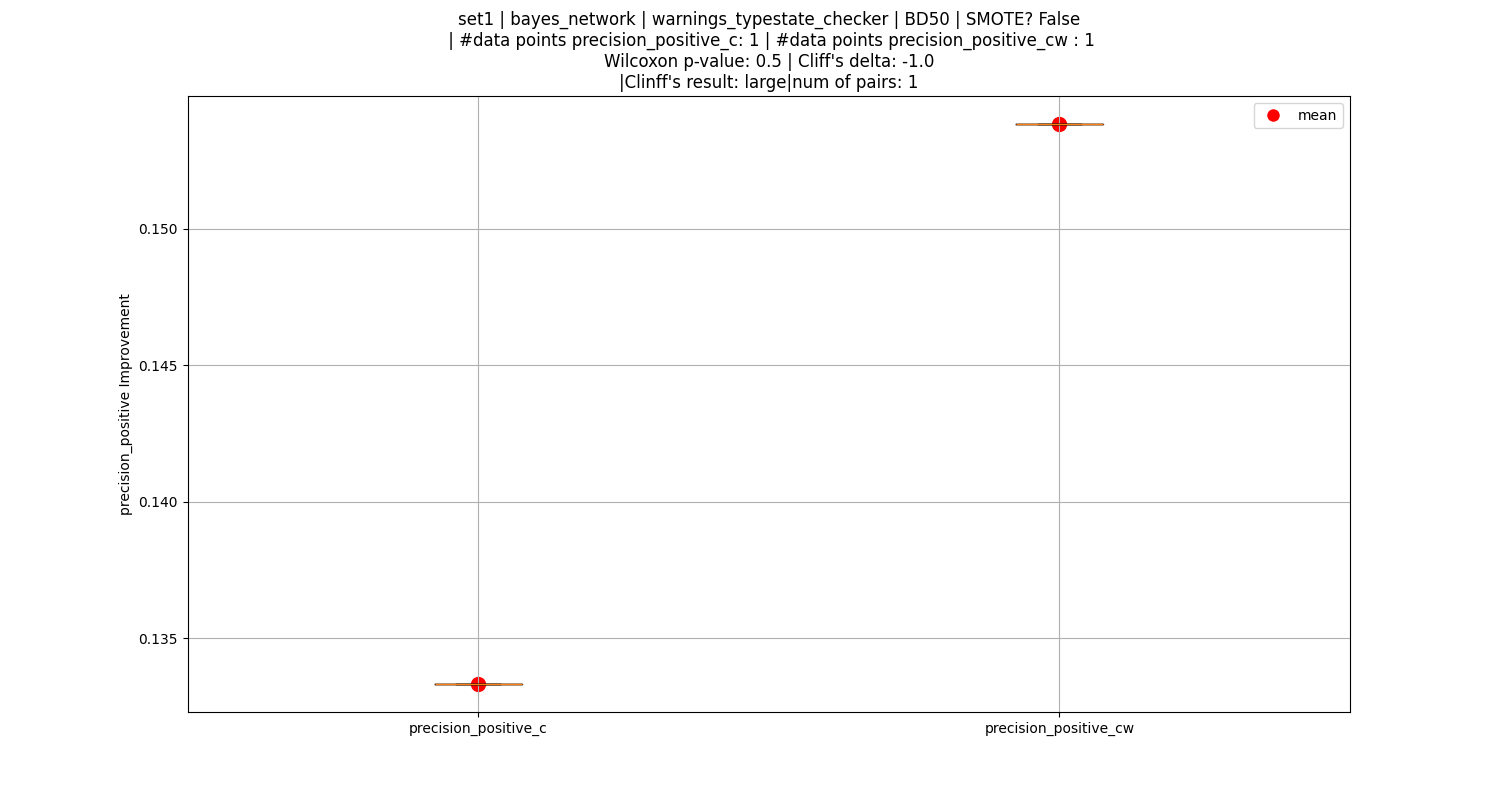 set1 | bayes_network | warnings_typestate_checker | BD50 | SMOTE? False
| #data points precision_positive_c: 1 | #data points precision_positive_cw : 1
Wilcoxon p-value: 0.5 | Cliff's delta: -1.0
|Clinff's result: large|num of pairs: 1
mean
0.150
0.145
0.140
0.135
precision_positive Improvement
precision_positive_c
precision_positive_cw